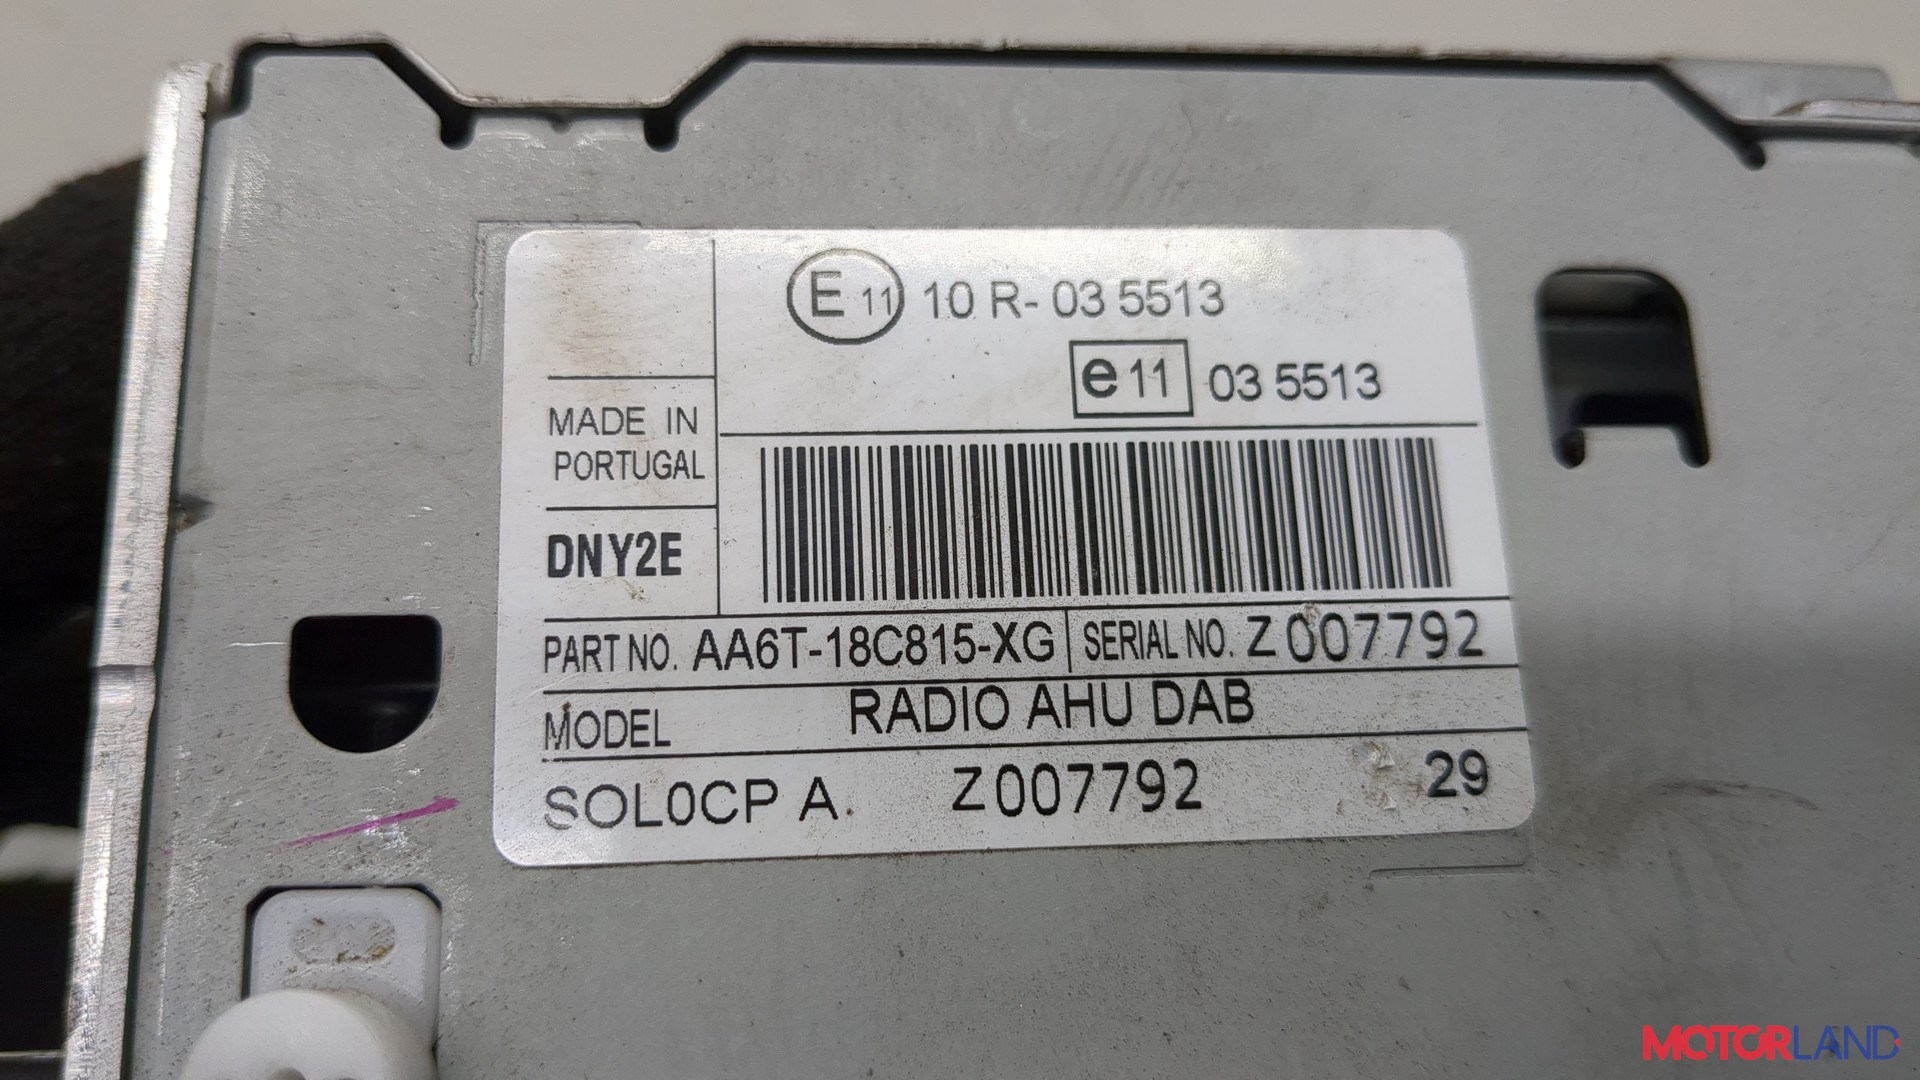 E 11 10 R- 03 5513
e 11 03 5513
MADE IN
PORTUGAL
DNY2E
PART NO. AA6T-18C815-XG SERIAL NO. Z007792
MODEL RADIO AHU DAB
SOL0CP A Z007792 29
MOTORLAND